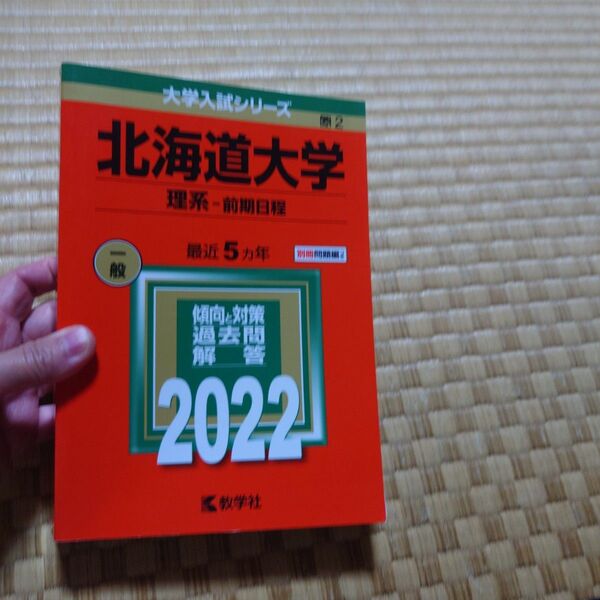 大学入試シリーズ
2
北海道大学
理系-前期日程
最近5カ年
別冊問題編
一般
傾向と対策
過去問
解答
2022
教学社